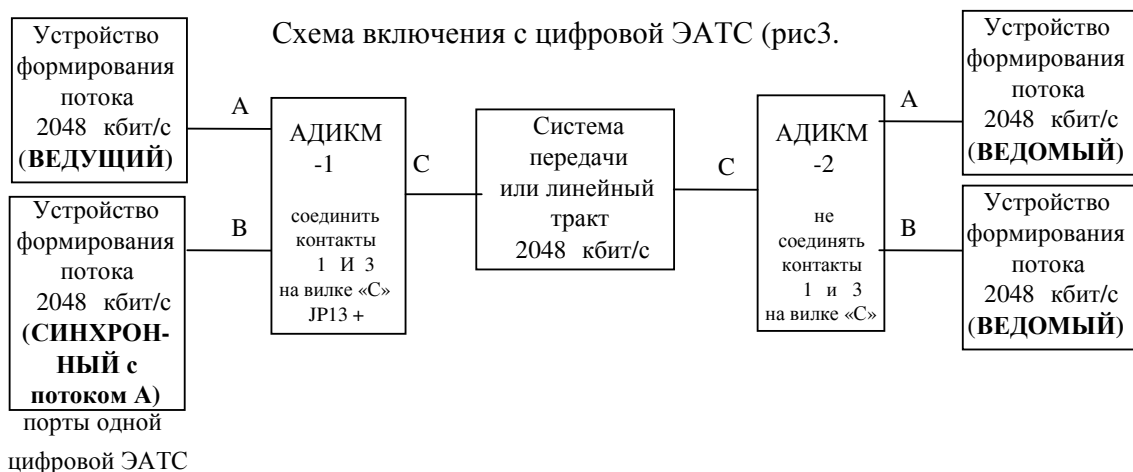 Схема включения с цифровой ЭАТС (рис3.
Устройство
формирования
потока
2048 кбит/с
(ВЕДУЩИЙ)
A
Устройство
формирования
потока
2048 кбит/с
(СИНХРОН-
НЫЙ с
потоком А)
порты одной
цифровой ЭАТС
B
АДИКМ
-1
соединить
контакты
1 И 3
на вилке «С»
JP13 +
C
Система
передачи
или линейный
тракт
2048 кбит/с
C
АДИКМ
-2
не
соединять
контакты
1 и 3
на вилке «С»
A
Устройство
формирования
потока
2048 кбит/с
(ВЕДОМЫЙ)
B
Устройство
формирования
потока
2048 кбит/с
(ВЕДОМЫЙ)